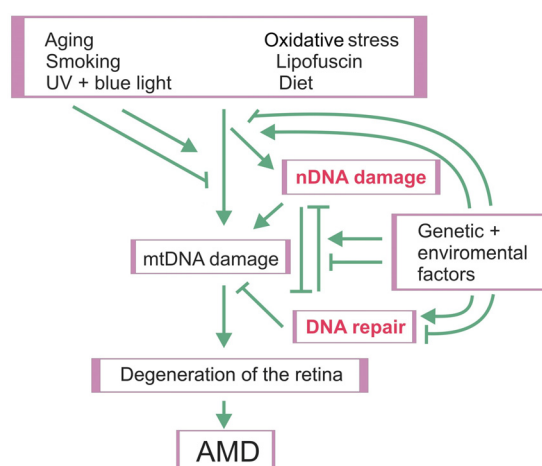 Aging
Smoking
UV + blue light
Oxidative stress
Lipofuscin
Diet
nDNA damage
mtDNA damage
Genetic +
enviromental
factors
DNA repair
Degeneration of the retina
AMD